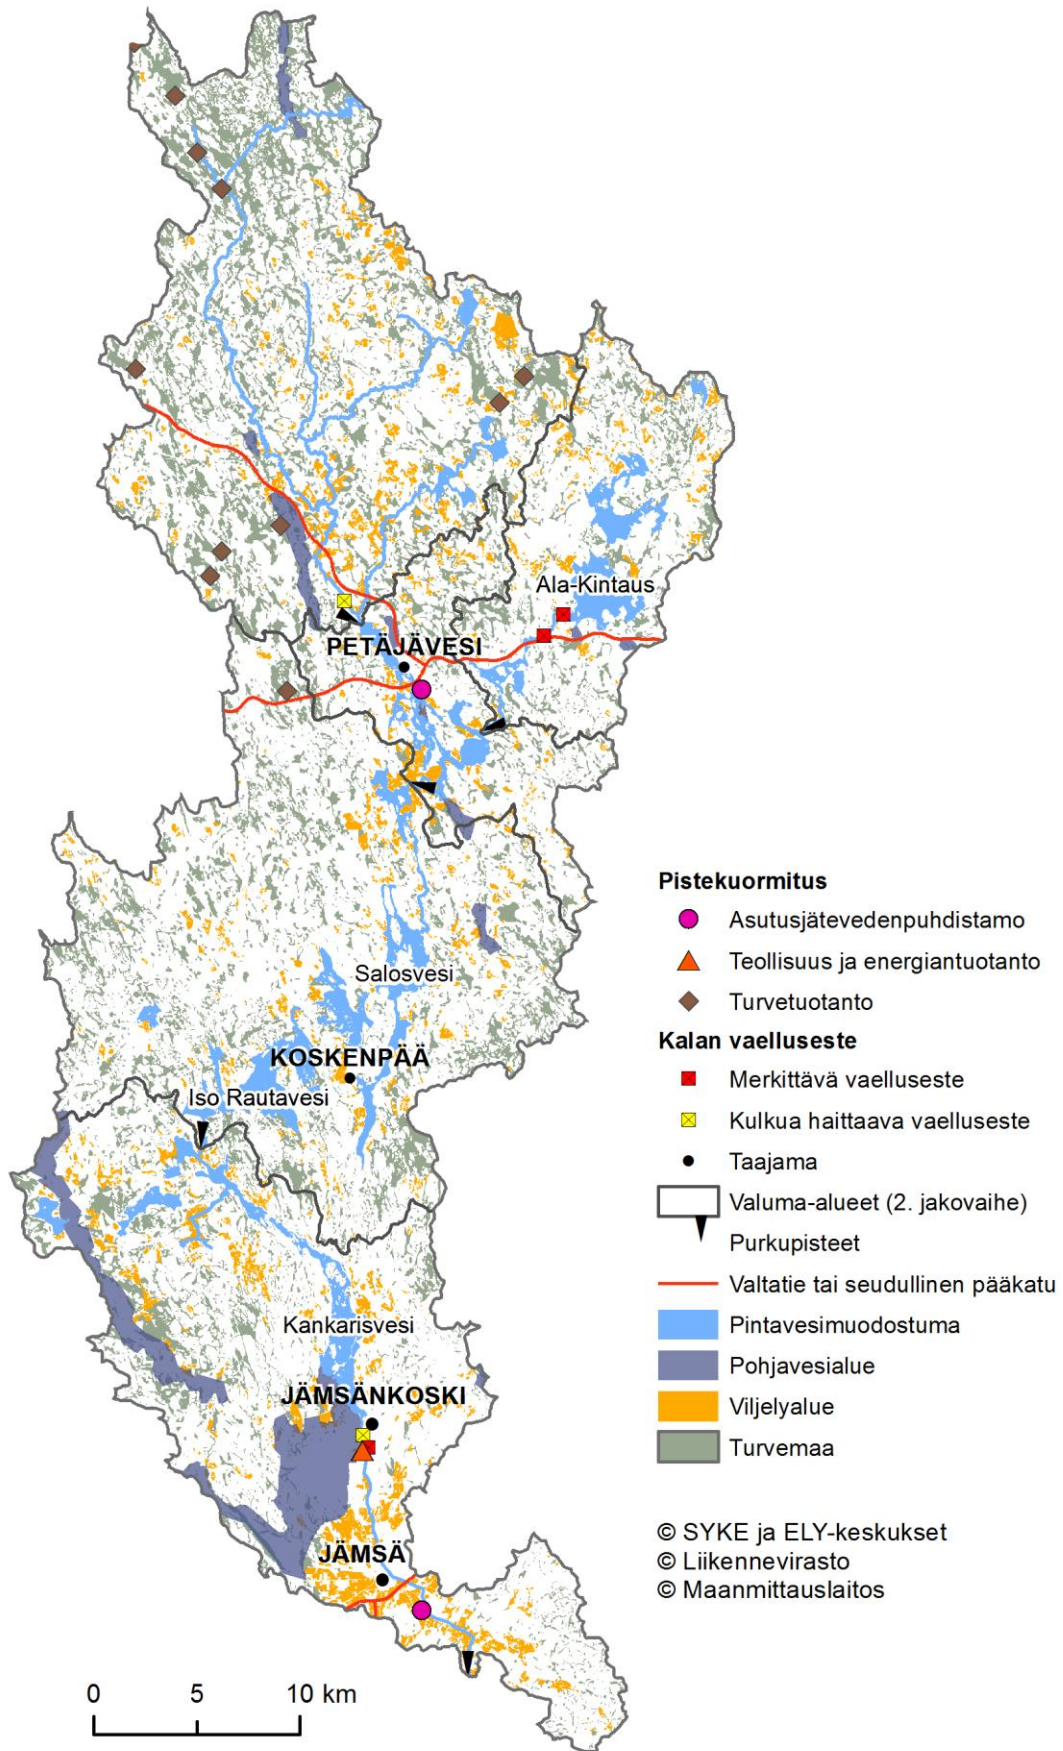 Ala-Kintaus
PETÄJÄVESI
Salosvesi
KOSKENPÄÄ
Iso Rautavesi
Kankarisvesi
JÄMSÄNKOSKI
JÄMSÄ
0 5 10 km
Pistekuormitus
Asutusjätevedenpuhdistamo
Teollisuus ja energiantuotanto
Turvetuotanto
Kalan vaelluseste
Merkittävä vaelluseste
Kulkua haittaava vaelluseste
Taajama
Valuma-alueet (2. jakovaihe)
Purkupisteet
Valtatie tai seudullinen pääkatu
Pintavesimuodostuma
Pohjavesialue
Viljelyalue
Turvemaa
© SYKE ja ELY-keskukset
© Liikennevirasto
© Maanmittauslaitos